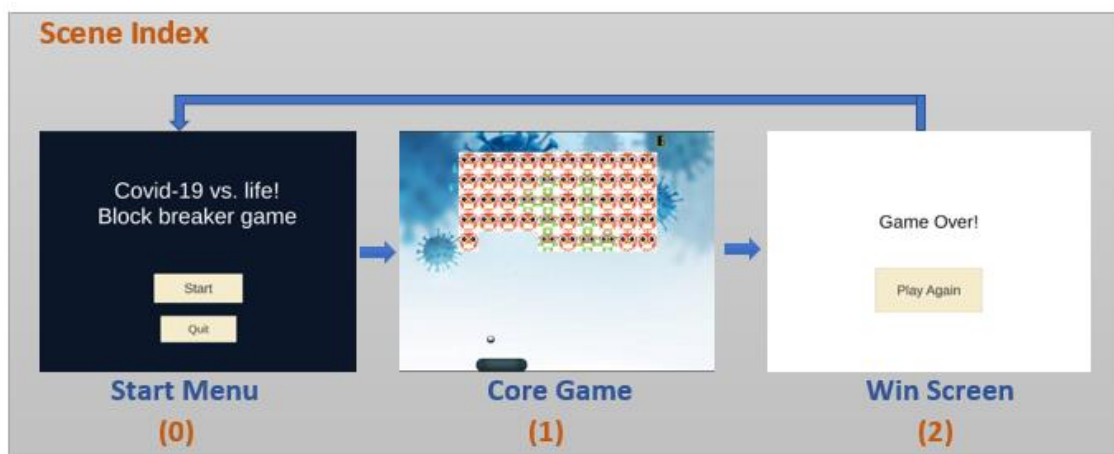 Scene Index
Covid-19 vs. life!
Block breaker game
Start
Quit
Game Over!
Play Again
Start Menu
Core Game
Win Screen
(0)
(1)
(2)